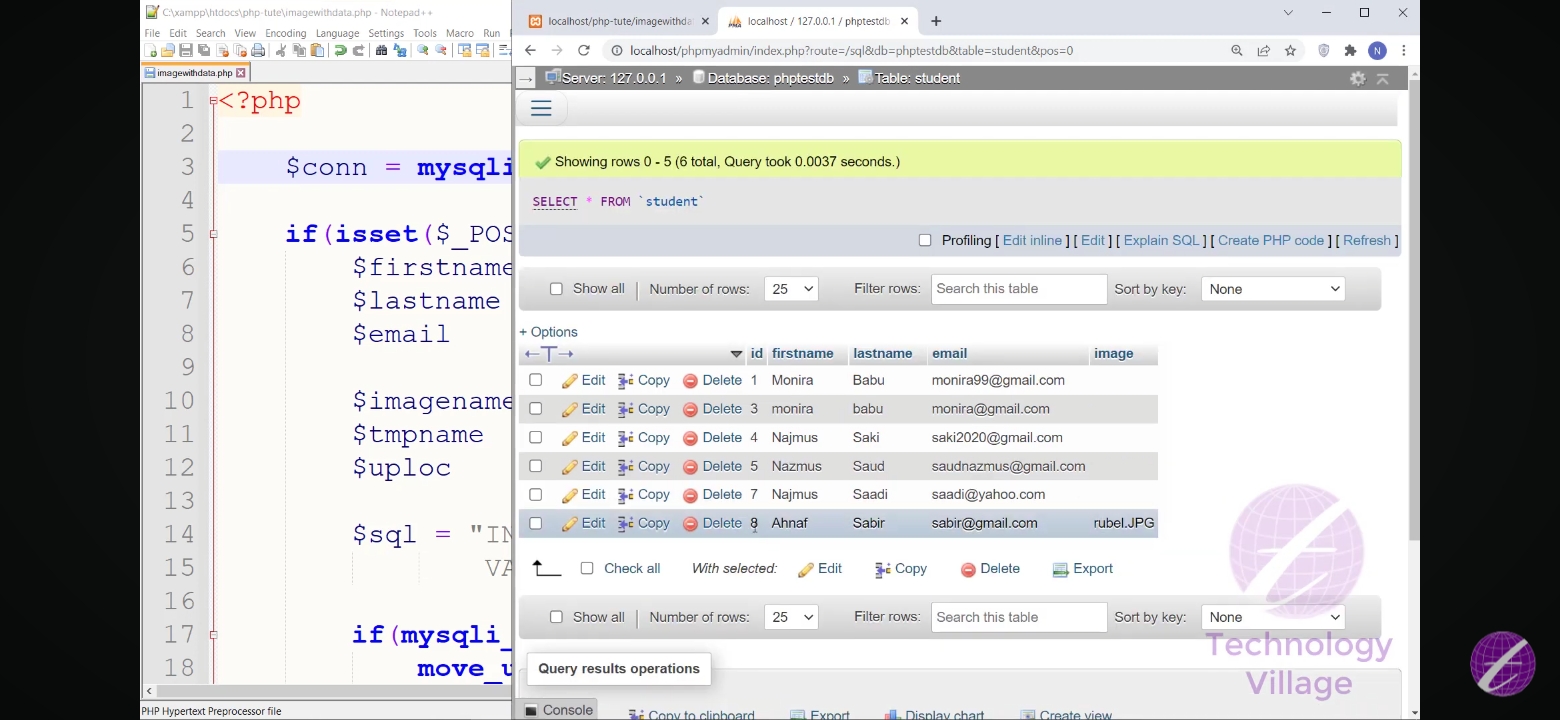 C:\xampp\htdocs\php-tute\imagewithdata.php - Notepad++
File Edit Search View Encoding Language Settings Tools Macro Run
imagewithdata.php
1 <?php
2
3 $conn = mysqli
4
5 if(isset($_POS
6 $firstname
7 $lastname
8 $email
9
10 $imagename
11 $tmpname
12 $uploc
13
14 $sql = "IN
15 VA
16
17 if(mysqli_
18 move_u
PHP Hypertext Preprocessor file
localhost/php-tute/imagewithdat
localhost / 127.0.0.1 / phptestdb
localhost/phpmyadmin/index.php?route=/sql&db=phptestdb&table=student&pos=0
N
Server: 127.0.0.1 » Database: phptestdb » Table: student
Showing rows 0 - 5 (6 total, Query took 0.0037 seconds.)
SELECT * FROM `student`
Profiling [ Edit inline ] [ Edit ] [ Explain SQL ] [ Create PHP code ] [ Refresh ]
Show all Number of rows: 25 Filter rows: Search this table Sort by key: None
+ Options
←T→ id firstname lastname email image
Edit Copy Delete 1 Monira Babu monira99@gmail.com
Edit Copy Delete 3 monira babu monira@gmail.com
Edit Copy Delete 4 Najmus Saki saki2020@gmail.com
Edit Copy Delete 5 Nazmus Saud saudnazmus@gmail.com
Edit Copy Delete 7 Najmus Saadi saadi@yahoo.com
Edit Copy Delete 8 Ahnaf Sabir sabir@gmail.com rubel.JPG
Check all With selected: Edit Copy Delete Export
Show all Number of rows: 25 Filter rows: Search this table Sort by key: None
Query results operations
Console
Copy to clipboard Export Display chart Create view
Technology
Village